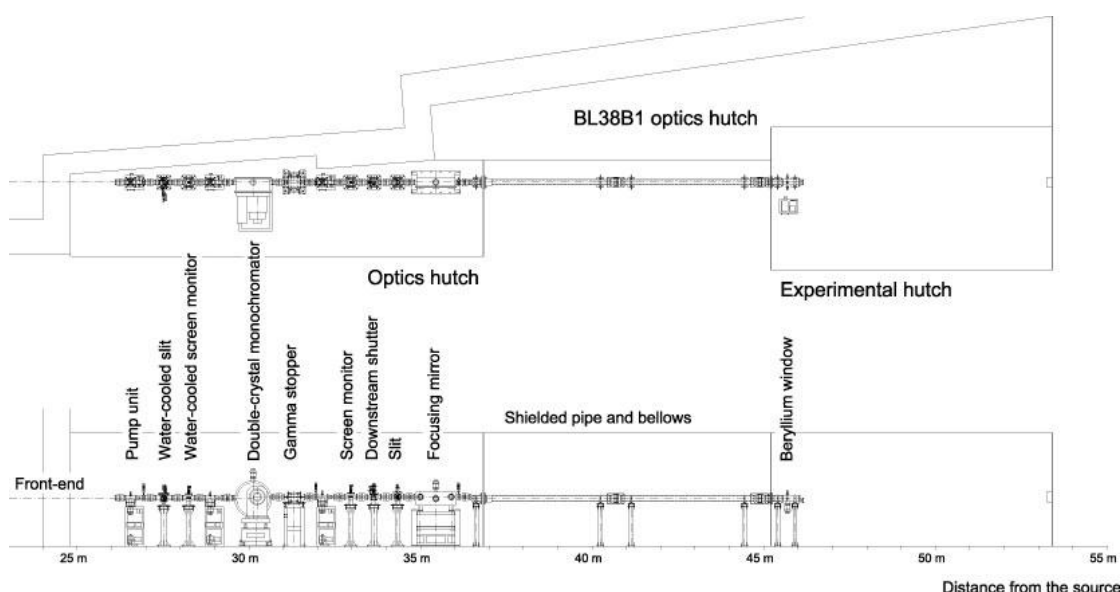 BL38B1 optics hutch
Optics hutch
Experimental hutch
Pump unit
Water-cooled slit
Water-cooled screen monitor
Double-crystal monochromator
Gamma stopper
Screen monitor
Downstream shutter
Slit
Focusing mirror
Shielded pipe and bellows
Beryllium window
Front-end
25 m 30 m 35 m 40 m 45 m 50 m 55 m
Distance from the source